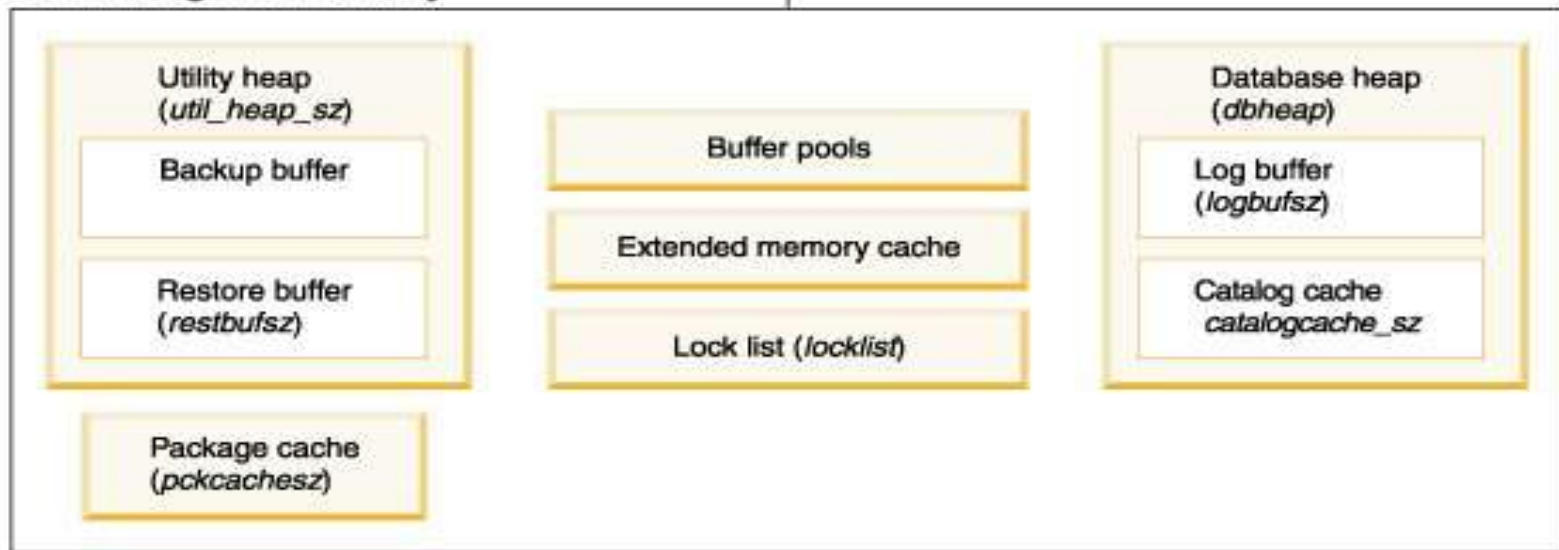 Utility heap
(util_heap_sz)
Backup buffer
Restore buffer
(restbufsz)
Package cache
(pckcachesz)
Buffer pools
Extended memory cache
Lock list (locklist)
Database heap
(dbheap)
Log buffer
(logbufsz)
Catalog cache
catalogcache_sz